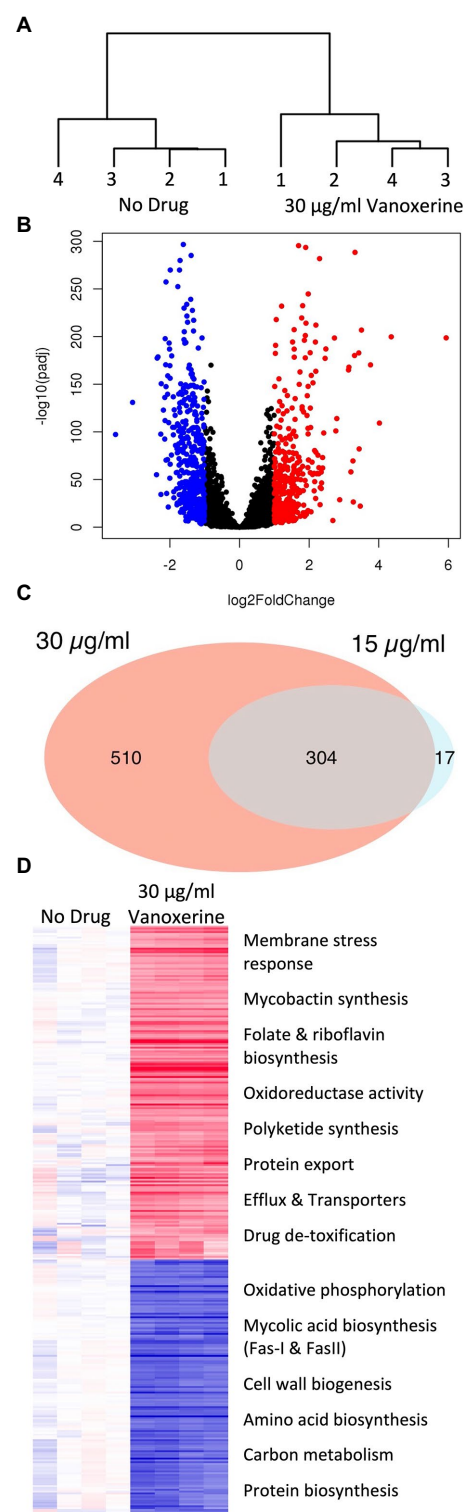 A
4 3 2 1 1 2 4 3
No Drug 30 µg/ml Vanoxerine
B
300
250
200
150
100
50
0
-log10(padj)
-2 0 2 4 6
log2FoldChange
C
30 µg/ml 15 µg/ml
510 304 17
D
30 µg/ml
No Drug Vanoxerine
Membrane stress
response
Mycobactin synthesis
Folate & riboflavin
biosynthesis
Oxidoreductase activity
Polyketide synthesis
Protein export
Efflux & Transporters
Drug de-toxification
Oxidative phosphorylation
Mycolic acid biosynthesis
(Fas-I & FasII)
Cell wall biogenesis
Amino acid biosynthesis
Carbon metabolism
Protein biosynthesis